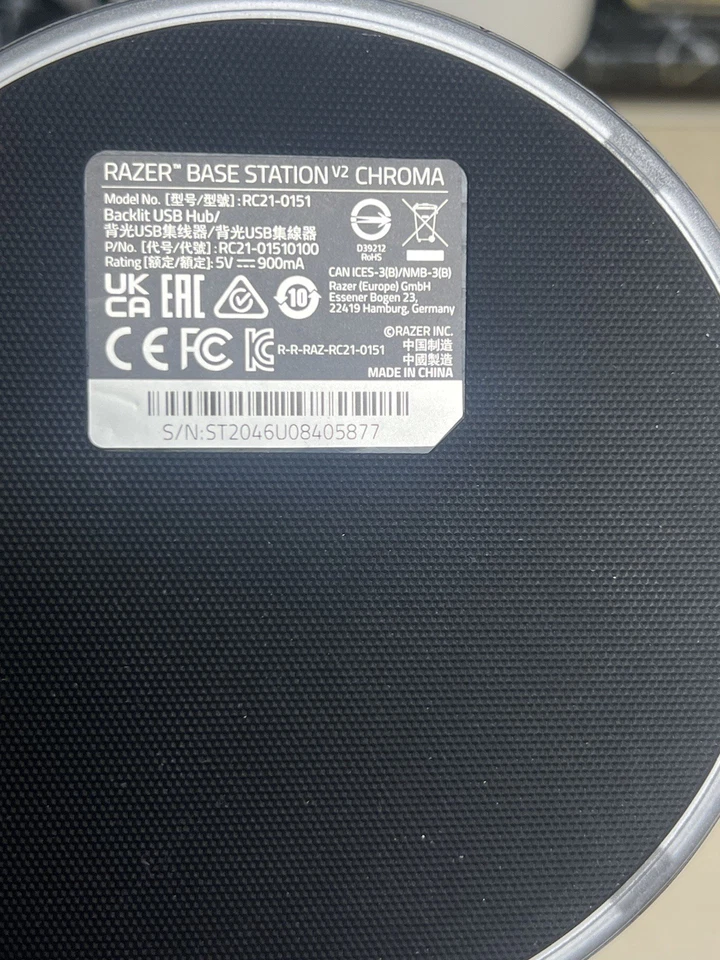 RAZER™ BASE STATION V2 CHROMA
Model No. [型号/型號]:RC21-0151
Backlit USB Hub/
背光USB集线器/背光USB集線器
P/No. [代号/代號]:RC21-01510100
Rating [额定/額定]: 5V ⎓ 900mA
D39212
RoHS
CAN ICES-3(B)/NMB-3(B)
Razer (Europe) GmbH
Essener Bogen 23,
22419 Hamburg, Germany
UK CA EAC 10
CE FC KC R-R-RAZ-RC21-0151
©RAZER INC.
中国制造
中國製造
MADE IN CHINA
S/N:ST2046U08405877